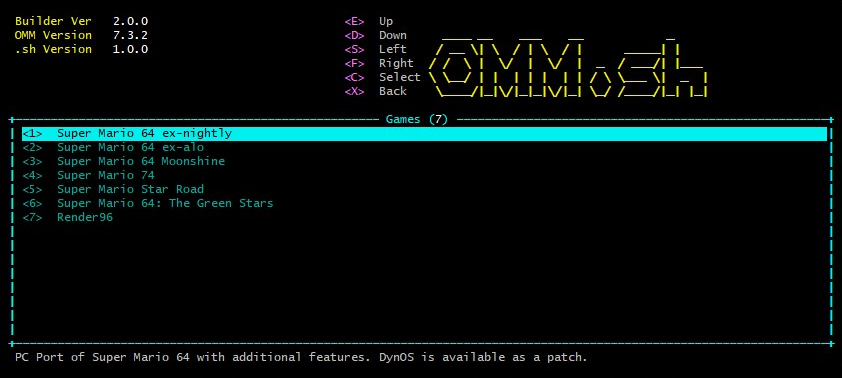 Builder Ver 2.0.0
OMM Version 7.3.2
.sh Version 1.0.0
<E> Up
<D> Down
<S> Left
<F> Right
<C> Select
<X> Back
OMM.sh
Games (7)
<1> Super Mario 64 ex-nightly
<2> Super Mario 64 ex-alo
<3> Super Mario 64 Moonshine
<4> Super Mario 74
<5> Super Mario Star Road
<6> Super Mario 64: The Green Stars
<7> Render96
PC Port of Super Mario 64 with additional features. DynOS is available as a patch.